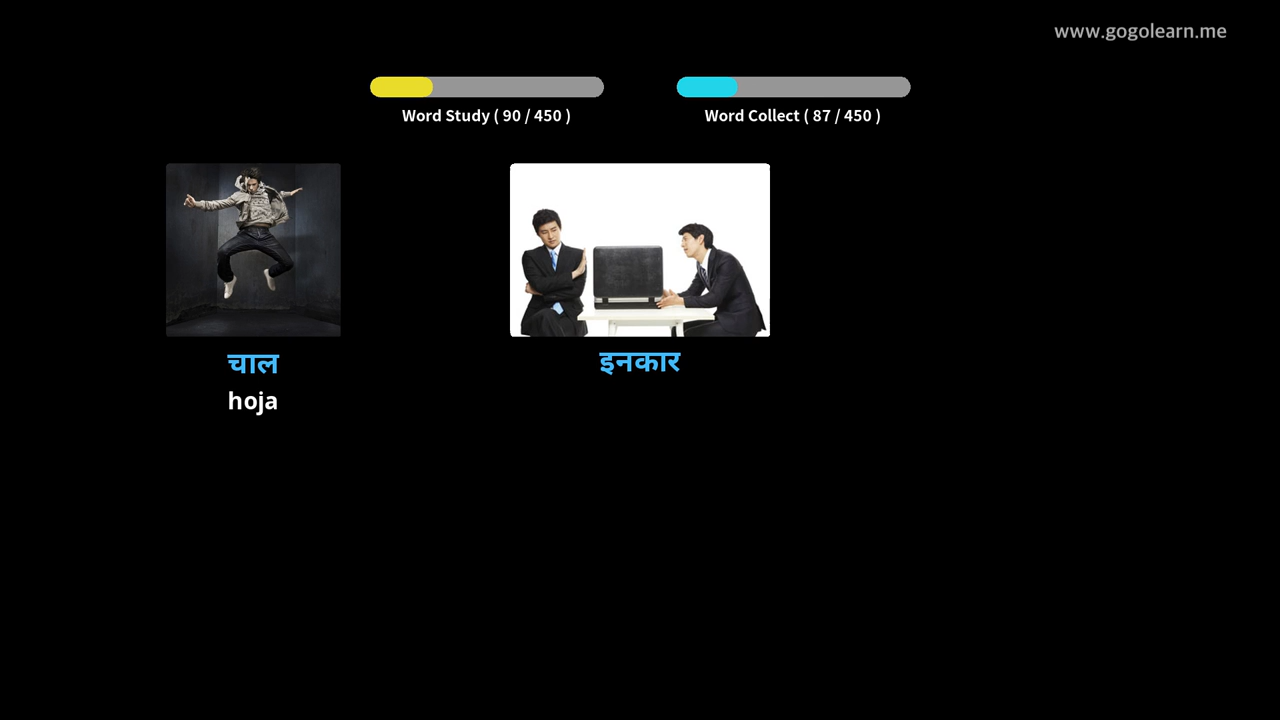 www.gogolearn.me
Word Study ( 90 / 450 )
Word Collect ( 87 / 450 )
चाल
hoja
इनकार